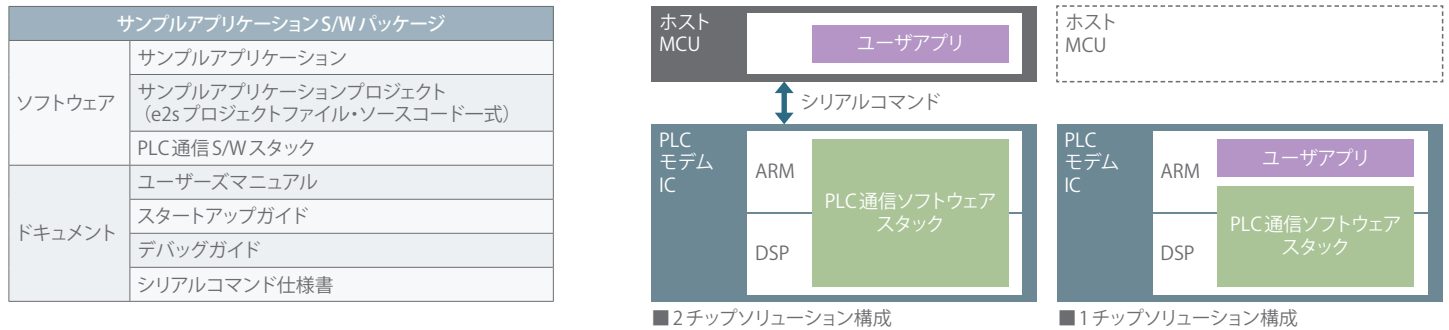 サンプルアプリケーションS/Wパッケージ
ソフトウェア
サンプルアプリケーション
サンプルアプリケーションプロジェクト
（e2sプロジェクトファイル・ソースコード一式）
PLC通信S/Wスタック
ドキュメント
ユーザーズマニュアル
スタートアップガイド
デバッグガイド
シリアルコマンド仕様書
ホスト
MCU
ユーザアプリ
シリアルコマンド
PLC
モデム
IC
ARM
DSP
PLC通信ソフトウェア
スタック
■2チップソリューション構成
ホスト
MCU
PLC
モデム
IC
ARM
DSP
ユーザアプリ
PLC通信ソフトウェア
スタック
■1チップソリューション構成